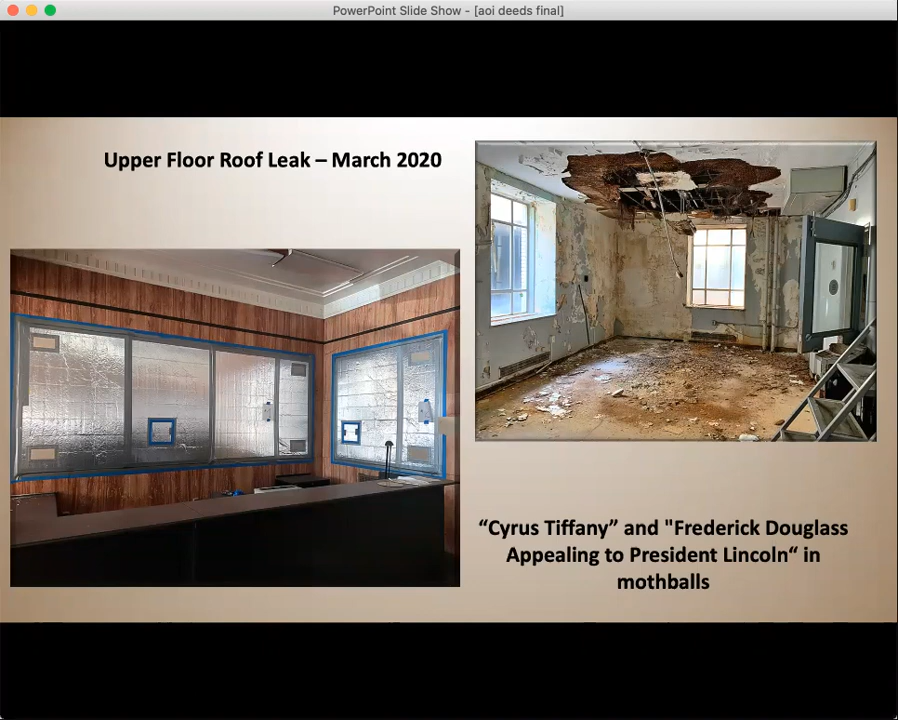 PowerPoint Slide Show - [aoi deeds final]
Upper Floor Roof Leak – March 2020
“Cyrus Tiffany” and "Frederick Douglass
Appealing to President Lincoln“ in
mothballs